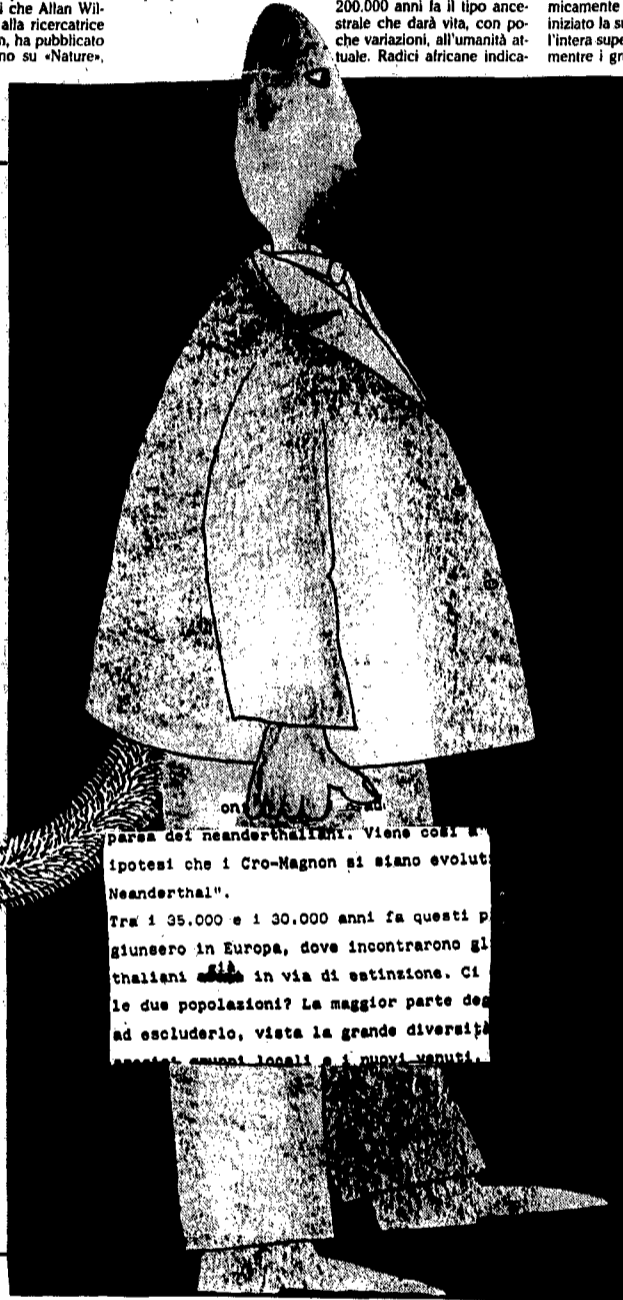 i che Allan Wil-
alla ricercatrice
n, ha pubblicato
no su «Nature»,
200.000 anni fa il tipo ance-
strale che darà vita, con po-
che variazioni, all'umanità at-
tuale. Radici africane indica-
micamente
iniziato la su
l'intera supe
mentre i gr
parsa dei neanderthaliani. Viene così a
ipotesi che i Cro-Magnon si siano evolut
Neanderthal".
Tra i 35.000 e i 30.000 anni fa questi p
giunsero in Europa, dove incontrarono gl
thaliani già in via di estinzione. Ci
le due popolazioni? La maggior parte deg
ad escluderlo, vista la grande diversità
gruppi locali e i nuovi venuti.